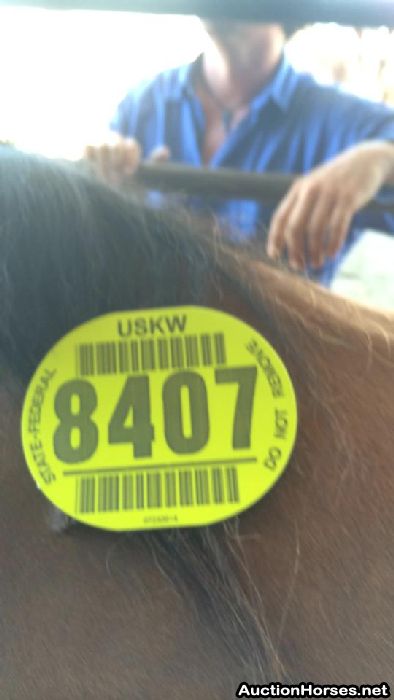 USKW
STATE-FEDERAL
8407
DO NOT REMOVE
AuctionHorses.net